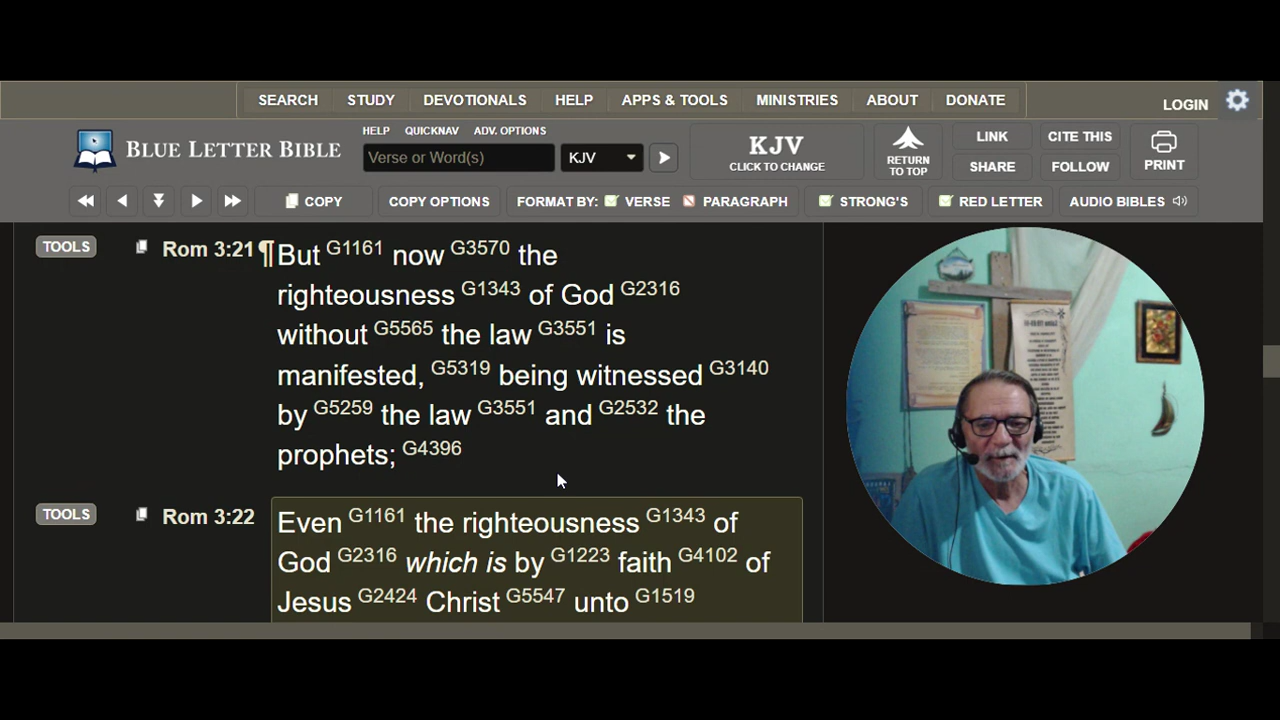 SEARCH STUDY DEVOTIONALS HELP APPS & TOOLS MINISTRIES ABOUT DONATE LOGIN
BLUE LETTER BIBLE
HELP QUICKNAV ADV. OPTIONS
Verse or Word(s) KJV
KJV
CLICK TO CHANGE
RETURN
TO TOP
LINK CITE THIS
SHARE FOLLOW
PRINT
COPY COPY OPTIONS FORMAT BY: VERSE PARAGRAPH STRONG'S RED LETTER AUDIO BIBLES
TOOLS Rom 3:21 ¶But G1161 now G3570 the
righteousness G1343 of God G2316
without G5565 the law G3551 is
manifested, G5319 being witnessed G3140
by G5259 the law G3551 and G2532 the
prophets; G4396
TOOLS Rom 3:22 Even G1161 the righteousness G1343 of
God G2316 which is by G1223 faith G4102 of
Jesus G2424 Christ G5547 unto G1519